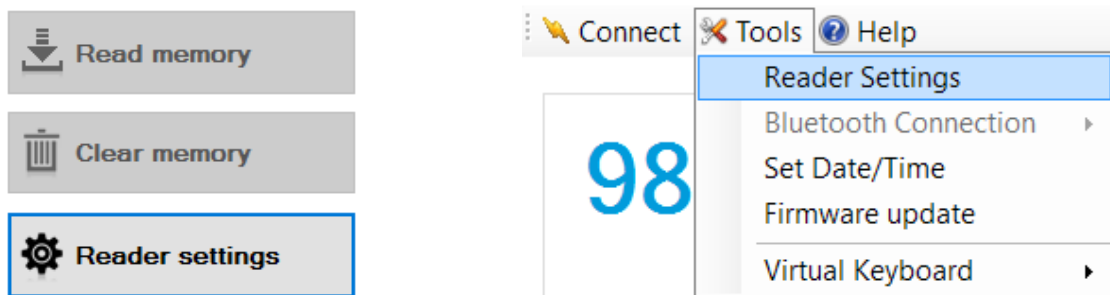 Read memory
Clear memory
Reader settings
Connect Tools Help
Reader Settings
Bluetooth Connection
98
Set Date/Time
Firmware update
Virtual Keyboard